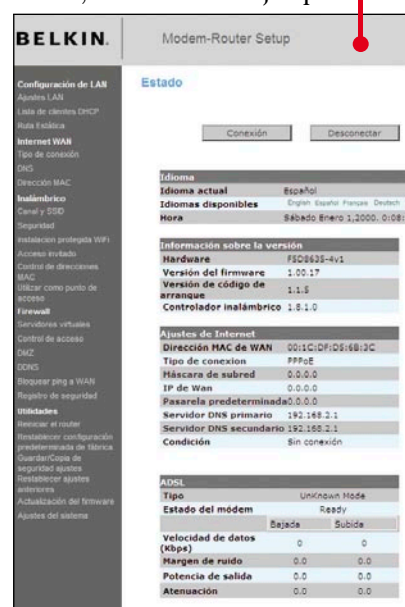 BELKIN.
Modem-Router Setup
Configuración de LAN
Ajustes LAN
Lista de clientes DHCP
Ruta Estática
Internet WAN
Tipo de conexión
DNS
Dirección MAC
Inalámbrico
Canal y SSID
Seguridad
instalacion protegida WiFi
Acceso invitado
Control de direcciones
MAC
Utilizar como punto de
acceso
Firewall
Servidores virtuales
Control de acceso
DMZ
DDNS
Bloquear ping a WAN
Registro de seguridad
Utilidades
Reiniciar el router
Restablecer configuración
predeterminada de fábrica
Guardar/Copia de
seguridad ajustes
Restablecer ajustes
anteriores
Actualización del firmware
Ajustes del sistema
Estado
Conexión Desconectar
Idioma
Idioma actual Español
Idiomas disponibles English Español Français Deutsch
Hora Sábado Enero 1,2000. 0:08:
Información sobre la versión
Hardware F5D8635-4v1
Versión del firmware 1.00.17
Versión de código de
arranque 1.1.5
Controlador inalámbrico 1.8.1.0
Ajustes de Internet
Dirección MAC de WAN 00:1C:DF:D5:6B:3C
Tipo de conexion PPPoE
Máscara de subred 0.0.0.0
IP de Wan 0.0.0.0
Pasarela predeterminada 0.0.0.0
Servidor DNS primario 192.168.2.1
Servidor DNS secundario 192.168.2.1
Condición Sin conexión
ADSL
Tipo UnKnown Mode
Estado del módem Ready
Bajada Subida
Velocidad de datos
(Kbps) 0 0
Margen de ruido 0.0 0.0
Potencia de salida 0.0 0.0
Atenuación 0.0 0.0